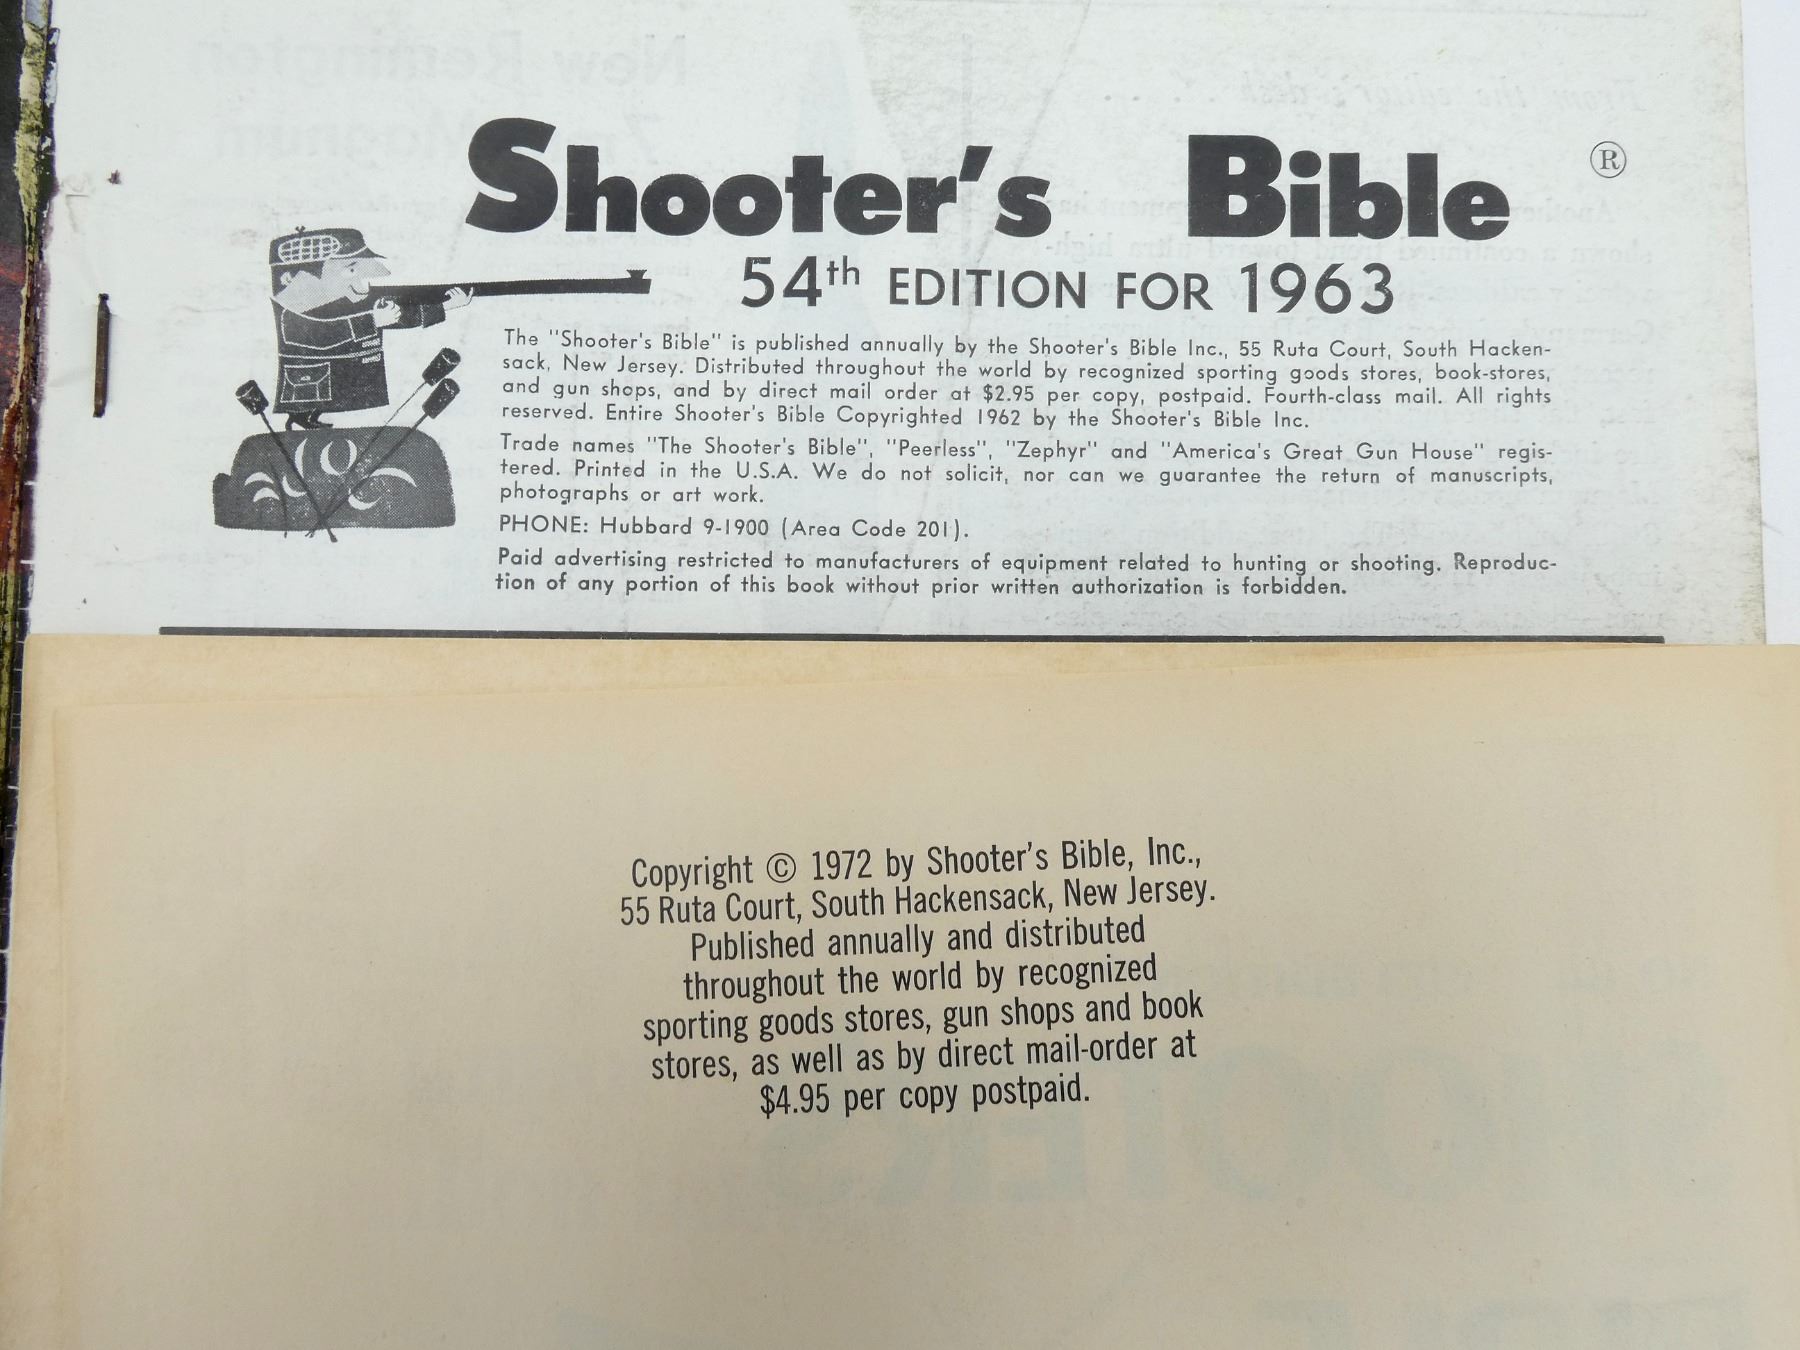 Shooter's Bible ®
54th EDITION FOR 1963
The "Shooter's Bible" is published annually by the Shooter's Bible Inc., 55 Ruta Court, South Hacken-
sack, New Jersey. Distributed throughout the world by recognized sporting goods stores, book-stores,
and gun shops, and by direct mail order at $2.95 per copy, postpaid. Fourth-class mail. All rights
reserved. Entire Shooter's Bible Copyrighted 1962 by the Shooter's Bible Inc.
Trade names "The Shooter's Bible", "Peerless", "Zephyr" and "America's Great Gun House" regis-
tered. Printed in the U.S.A. We do not solicit, nor can we guarantee the return of manuscripts,
photographs or art work.
PHONE: Hubbard 9-1900 (Area Code 201).
Paid advertising restricted to manufacturers of equipment related to hunting or shooting. Reproduc-
tion of any portion of this book without prior written authorization is forbidden.
Copyright © 1972 by Shooter's Bible, Inc.,
55 Ruta Court, South Hackensack, New Jersey.
Published annually and distributed
throughout the world by recognized
sporting goods stores, gun shops and book
stores, as well as by direct mail-order at
$4.95 per copy postpaid.